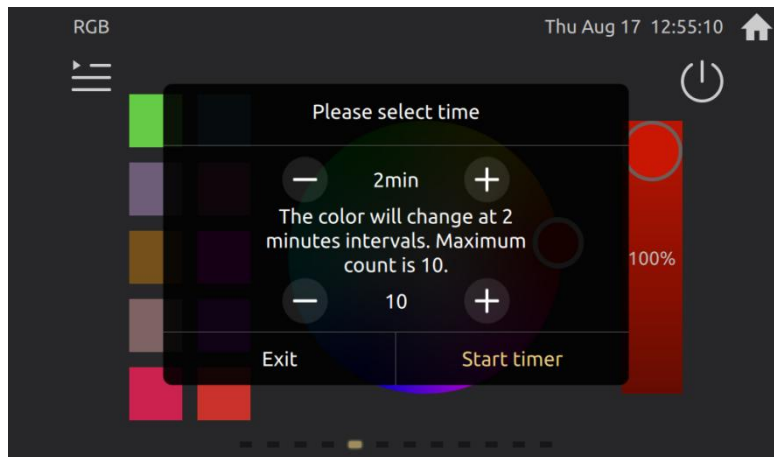 RGB
Thu Aug 17 12:55:10
Please select time
2min
The color will change at 2
minutes intervals. Maximum
count is 10.
100%
10
Exit
Start timer